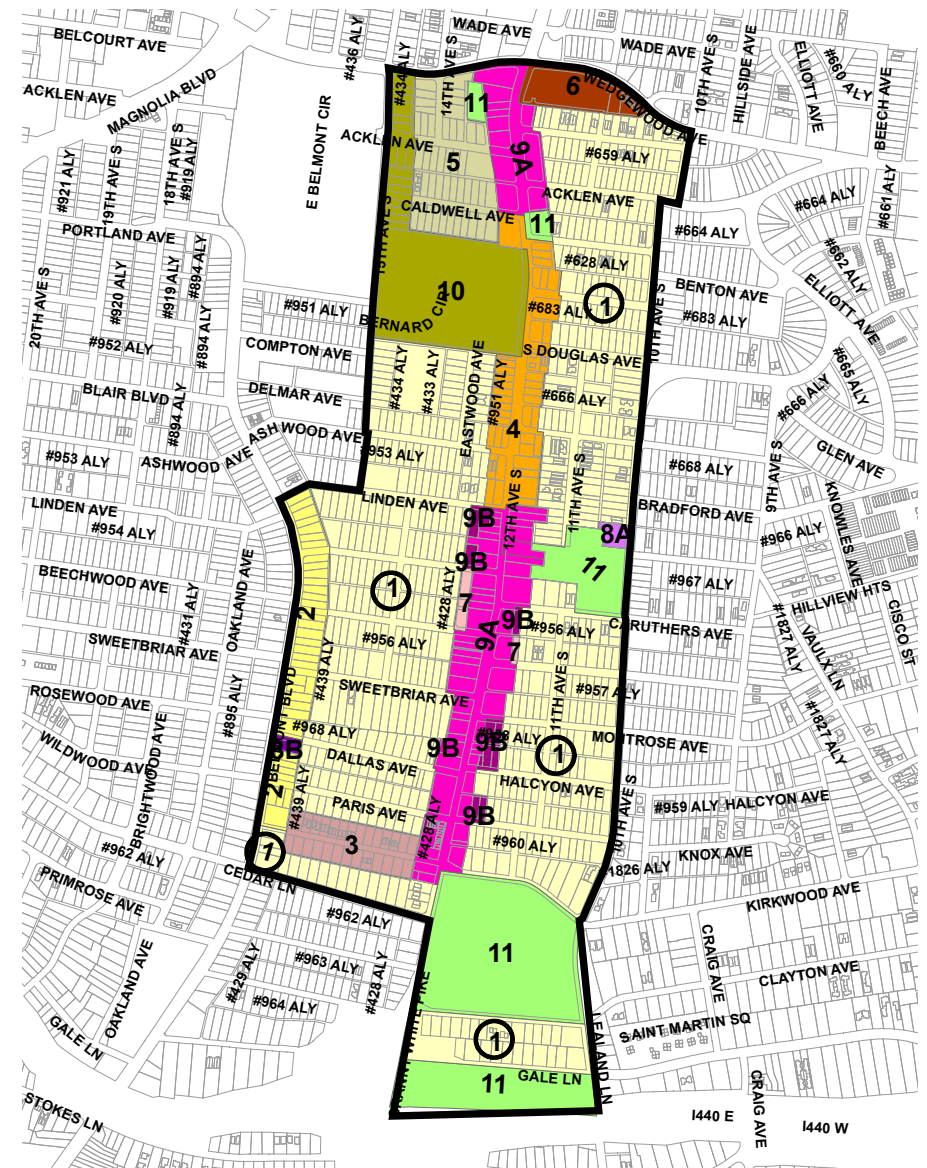 WADE AVE
BELCOURT AVE
#436 ALY
#434 ALY
14TH AVE S
WADE AVE
10TH AVE S
HILLSIDE AVE
ELLIOTT AVE
#660 ALY
BEECH AVE
ACKLEN AVE
MAGNOLIA BLVD
6
WEDGEWOOD AVE
11
E BELMONT CIR
ACKLEN AVE
5
9A
#659 ALY
#921 ALY
19TH AVE S
18TH AVE S
#919 ALY
ACKLEN AVE
#664 ALY
#661 ALY
CALDWELL AVE
11
PORTLAND AVE
#664 ALY
15TH AVE S
#628 ALY
#662 ALY
20TH AVE S
#920 ALY
#919 ALY
#894 ALY
10
1
BENTON AVE
ELLIOTT AVE
#951 ALY
BERNARD CIR
#683 ALY
#683 ALY
#952 ALY
#894 ALY
COMPTON AVE
S DOUGLAS AVE
10TH AVE S
#665 ALY
BLAIR BLVD
#894 ALY
DELMAR AVE
#434 ALY
#433 ALY
EASTWOOD AVE
#951 ALY
#666 ALY
#666 ALY
ASHWOOD AVE
4
GLEN AVE
#953 ALY
ASHWOOD AVE
#953 ALY
#668 ALY
9TH AVE S
LINDEN AVE
LINDEN AVE
12TH AVE S
11TH AVE S
BRADFORD AVE
KNOWLES AVE
#954 ALY
9B
8A
#966 ALY
BEECHWOOD AVE
OAKLAND AVE
9B
11
#967 ALY
#431 ALY
2
1
#428 ALY
7
HILLVIEW HTS
CISCO ST
SWEETBRIAR AVE
#956 ALY
9A
9B
#956 ALY
CARUTHERS AVE
#1827 ALY
VAULX LN
7
ROSEWOOD AVE
#895 ALY
#439 ALY
SWEETBRIAR AVE
11TH AVE S
#957 ALY
#1827 ALY
WILDWOOD AVE
BRIGHTWOOD AVE
BELMONT BLVD
#968 ALY
9B
9B
1
MONTROSE AVE
2
DALLAS AVE
HALCYON AVE
#439 ALY
PARIS AVE
9B
10TH AVE S
#959 ALY
HALCYON AVE
#962 ALY
1
3
#428 ALY
#960 ALY
KNOX AVE
PRIMROSE AVE
CEDAR LN
#1826 ALY
KIRKWOOD AVE
#962 ALY
OAKLAND AVE
#429 ALY
#963 ALY
#428 ALY
11
CRAIG AVE
CLAYTON AVE
#964 ALY
GALE LN
1
LEALAND LN
SAINT MARTIN SQ
GALE LN
11
CRAIG AVE
STOKES LN
I440 E
I440 W